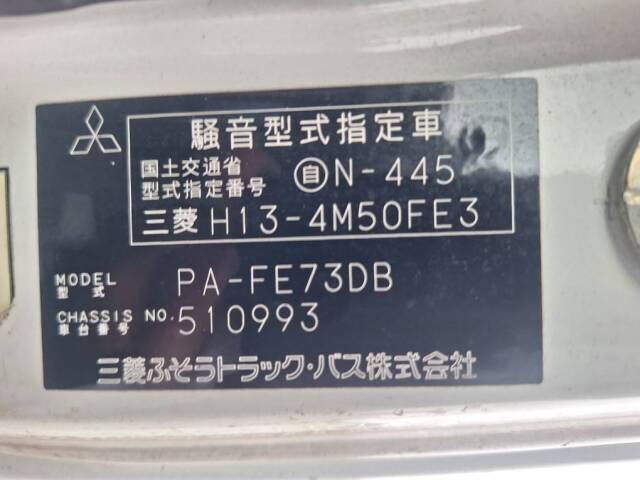 騒音型式指定車
国土交通省
型式指定番号 自 N-445
三菱 H13-4M50FE3
MODEL
型式 PA-FE73DB
CHASSIS NO.
車台番号 510993
三菱ふそうトラック・バス株式会社